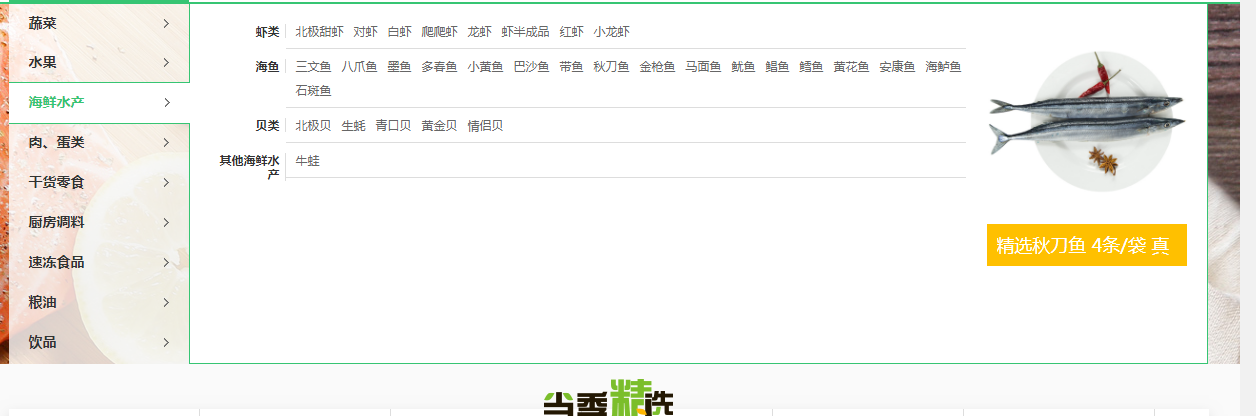 蔬菜
水果
海鲜水产
肉、蛋类
干货零食
厨房调料
速冻食品
粮油
饮品
虾类 北极甜虾 对虾 白虾 爬爬虾 龙虾 虾半成品 红虾 小龙虾
海鱼 三文鱼 八爪鱼 墨鱼 多春鱼 小黄鱼 巴沙鱼 带鱼 秋刀鱼 金枪鱼 马面鱼 鱿鱼 鲳鱼 鳕鱼 黄花鱼 安康鱼 海鲈鱼
石斑鱼
贝类 北极贝 生蚝 青口贝 黄金贝 情侣贝
其他海鲜水 牛蛙
产
精选秋刀鱼 4条/袋 真
当季精选